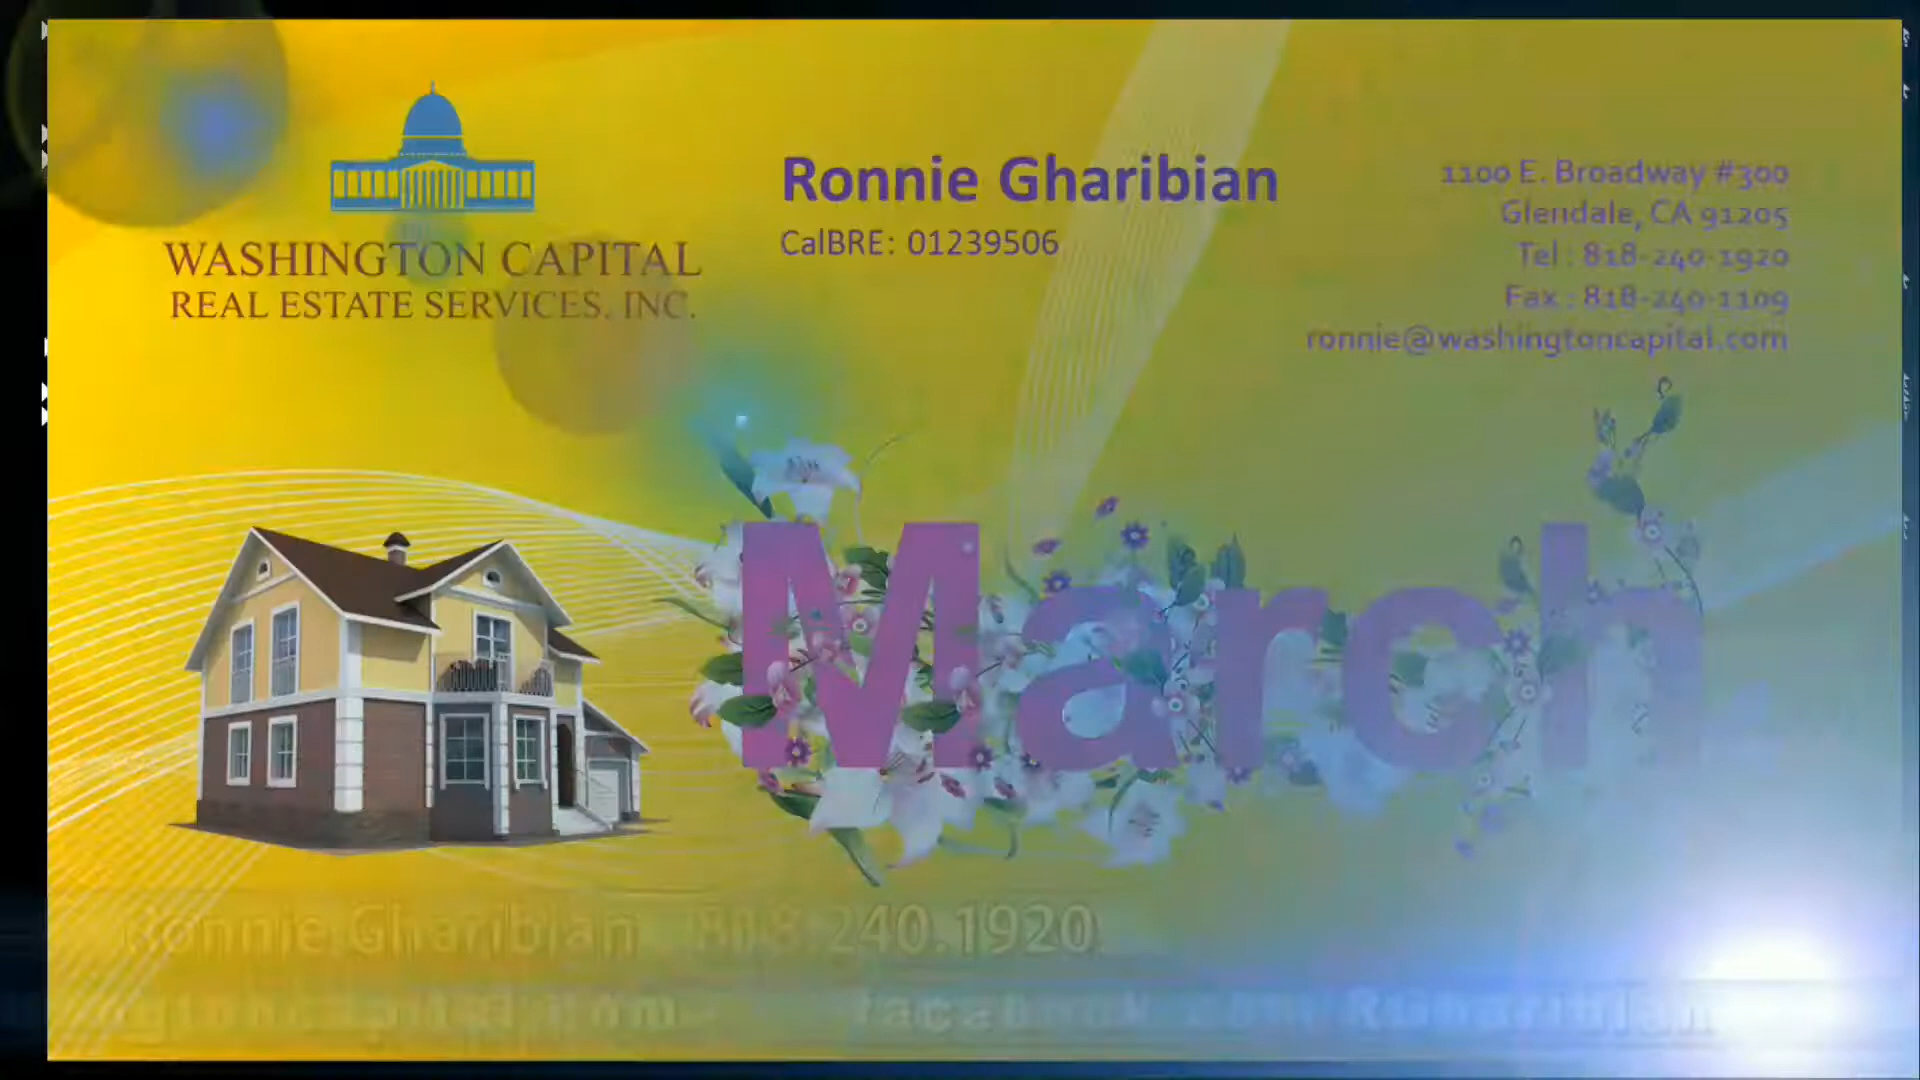 WASHINGTON CAPITAL
REAL ESTATE SERVICES, INC.
Ronnie Gharibian
CalBRE: 01239506
1100 E. Broadway #300
Glendale, CA 91205
Tel : 818-240-1920
Fax : 818-240-1109
ronnie@washingtoncapital.com
March
Ronnie Gharibian 818.240.1920